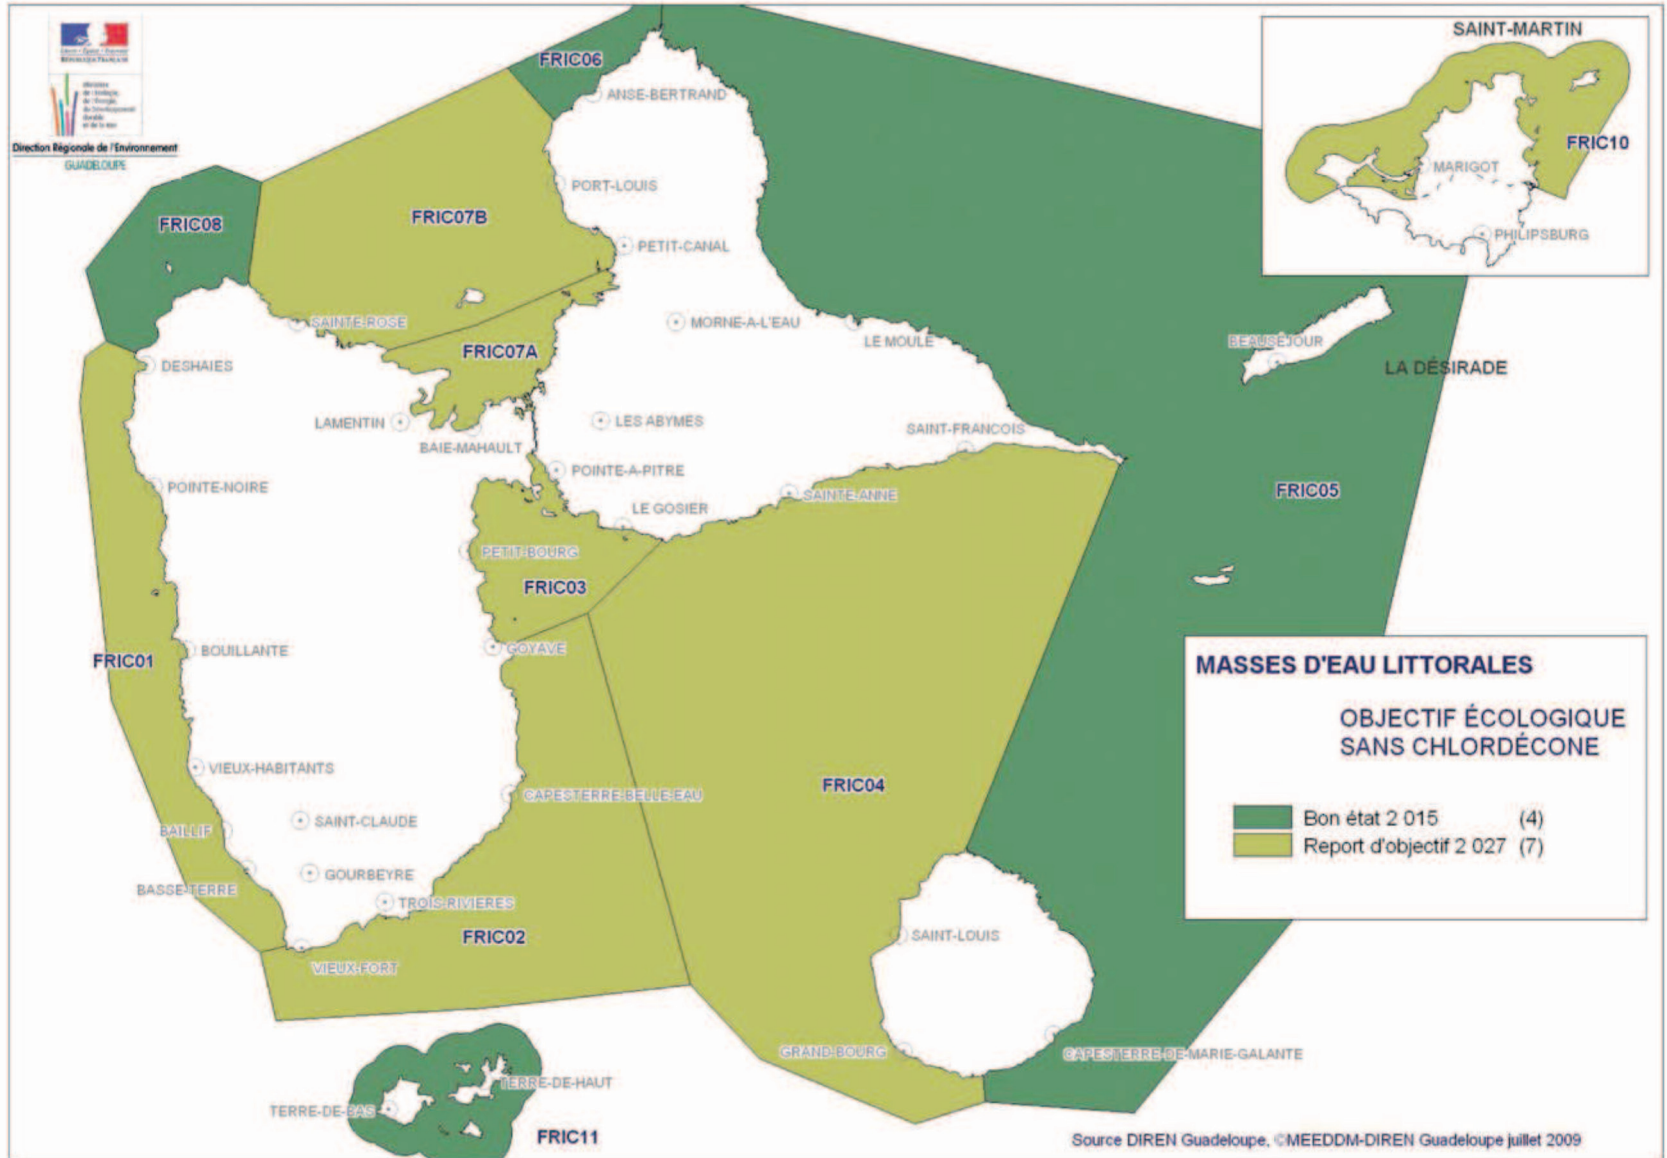 RÉPUBLIQUE FRANÇAISE
Direction Régionale de l'Environnement
GUADELOUPE
SAINT-MARTIN
FRIC10
MARIGOT
PHILIPSBURG
FRIC06
ANSE-BERTRAND
PORT-LOUIS
FRIC07B
FRIC08
PETIT-CANAL
SAINTE-ROSE
MORNE-A-L'EAU
LE MOULE
BEAUSÉJOUR
LA DÉSIRADE
FRIC07A
DESHAIES
LAMENTIN
LES ABYMES
SAINT-FRANCOIS
BAIE-MAHAULT
POINTE-A-PITRE
POINTE-NOIRE
SAINTE-ANNE
FRIC05
LE GOSIER
PETIT-BOURG
FRIC03
GOYAVE
BOUILLANTE
FRIC01
VIEUX-HABITANTS
FRIC04
CAPESTERRE-BELLE-EAU
SAINT-CLAUDE
BAILLIF
GOURBEYRE
BASSE-TERRE
TROIS-RIVIERES
FRIC02
SAINT-LOUIS
VIEUX-FORT
GRAND-BOURG
CAPESTERRE-DE-MARIE-GALANTE
TERRE-DE-HAUT
TERRE-DE-BAS
FRIC11
MASSES D'EAU LITTORALES
OBJECTIF ÉCOLOGIQUE
SANS CHLORDÉCONE
Bon état 2 015 (4)
Report d'objectif 2 027 (7)
Source DIREN Guadeloupe, ©MEEDDM-DIREN Guadeloupe juillet 2009